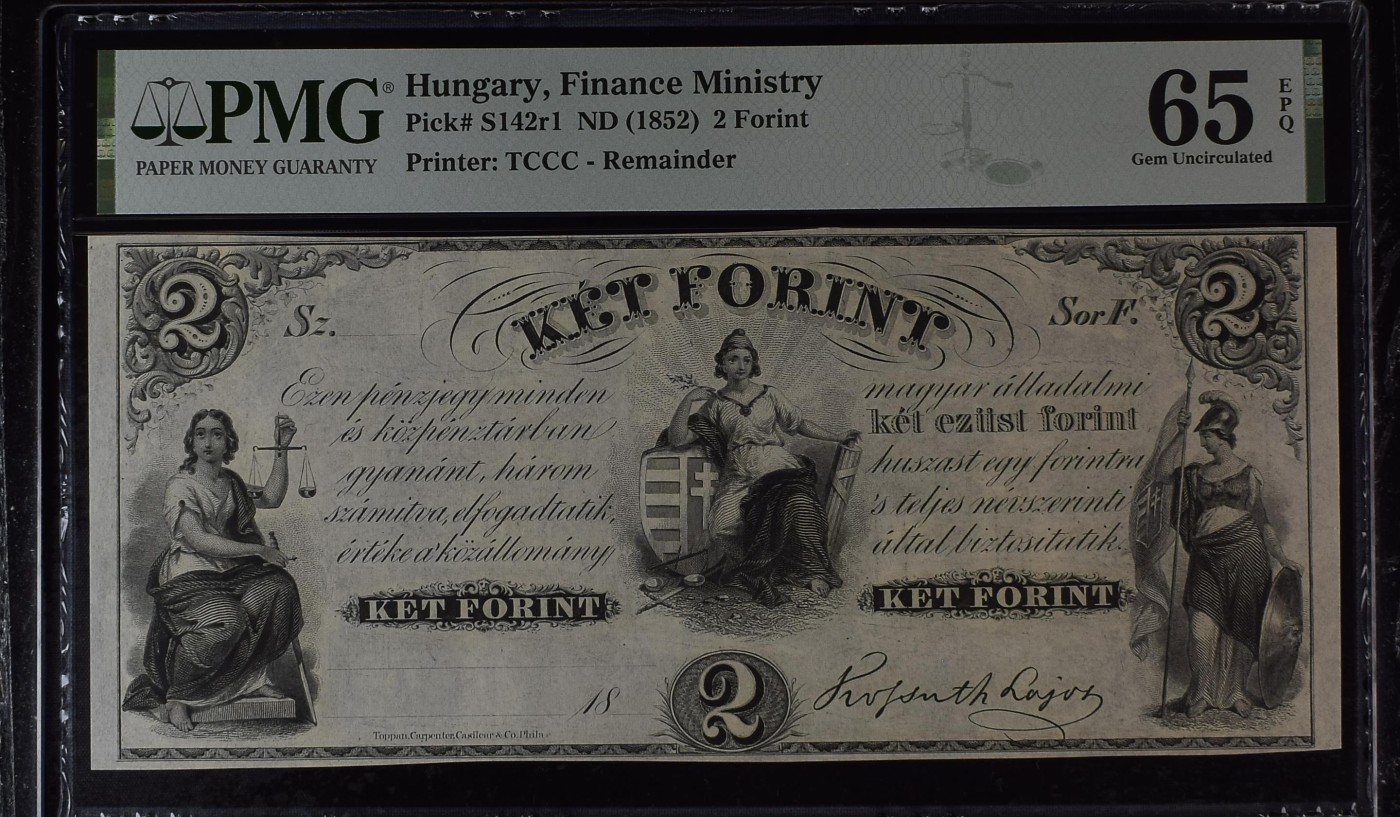 PMG®
PAPER MONEY GUARANTY
Hungary, Finance Ministry
Pick# S142r1 ND (1852) 2 Forint
Printer: TCCC - Remainder
65 EPQ
Gem Uncirculated
2 KÉT FORINT 2
Sz. Sor F.
Ezen pénzjegy minden magyar álladalmi
és közpénztárban két ezüst forint
gyanánt, három huszast egy forintra
számitva, elfogadtatik, 's teljes névszerinti
értéke a' közállomány által biztositatik.
KÉT FORINT KÉT FORINT
18 2 Kossuth Lajos
Toppan, Carpenter, Casilear & Co. Phila